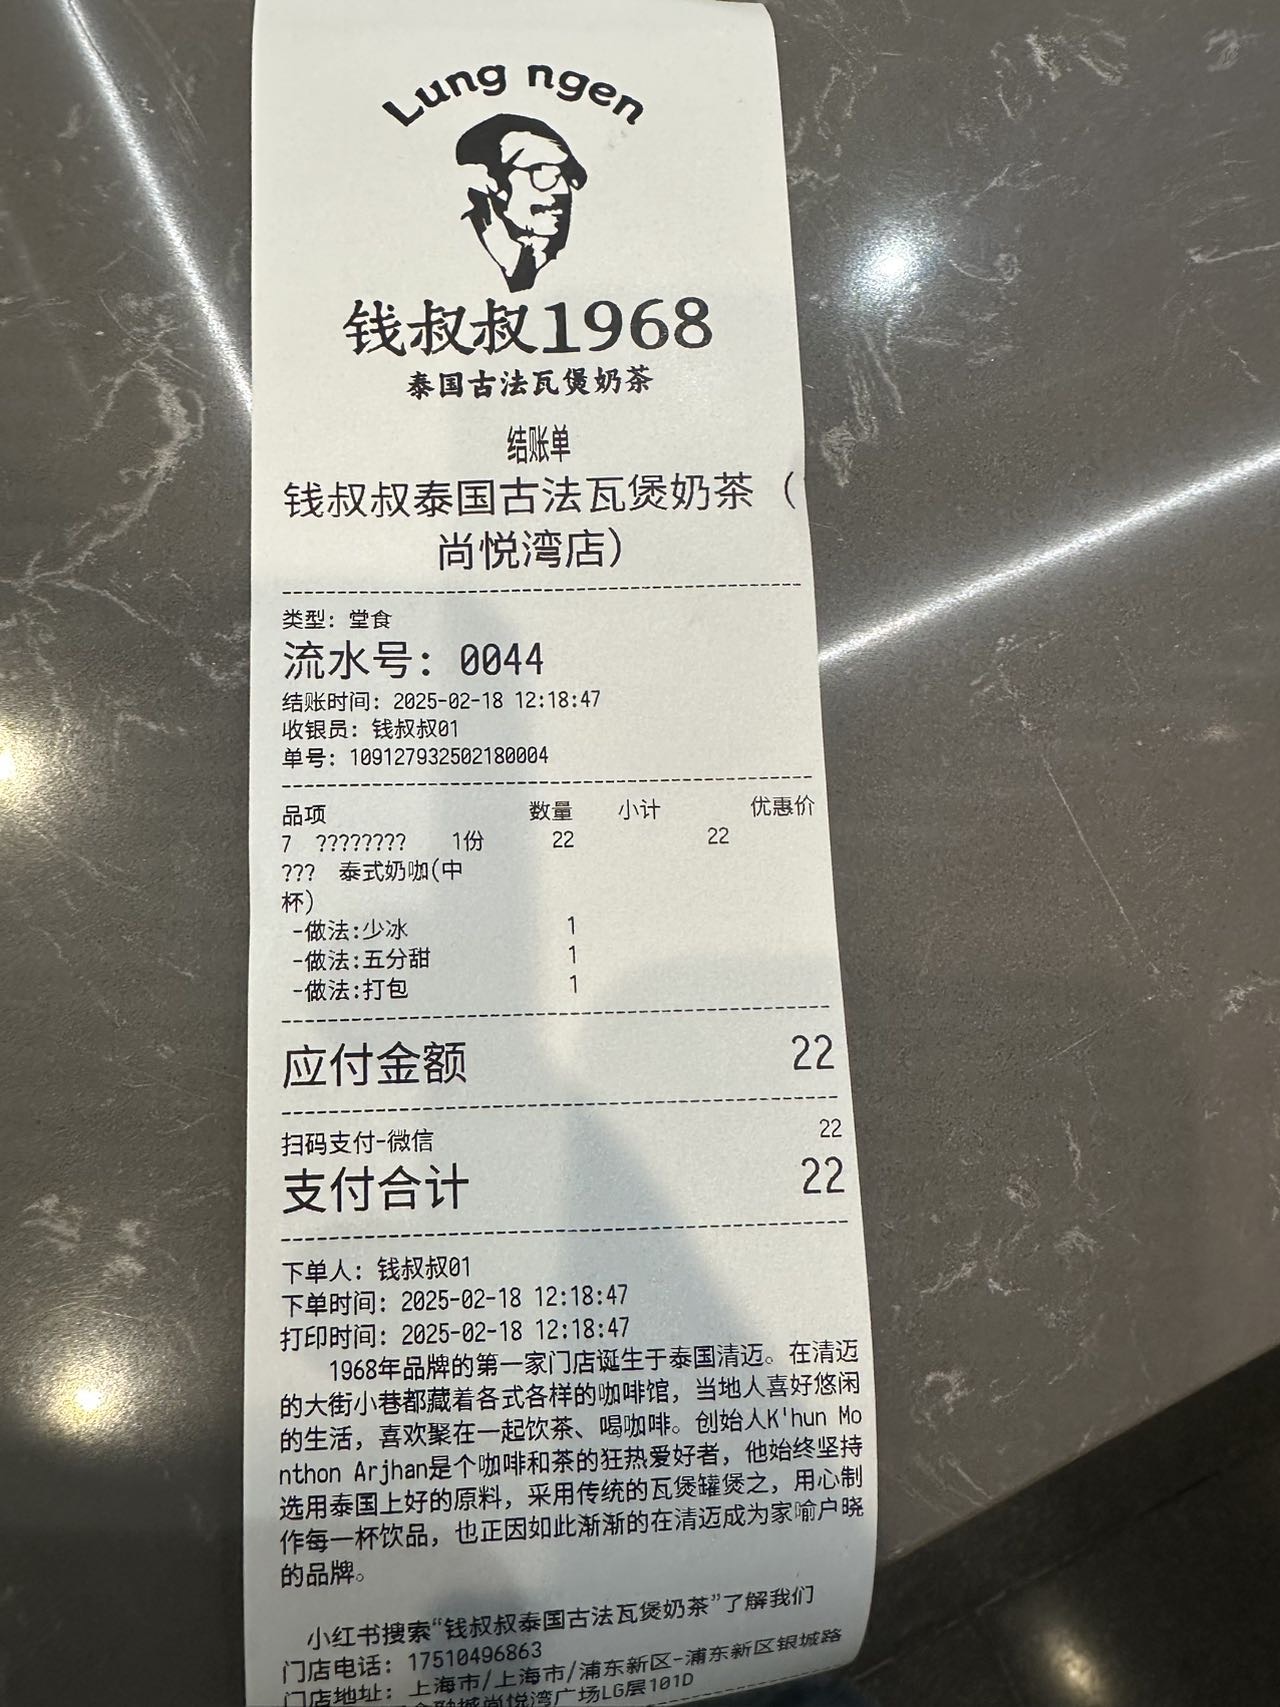 Lung ngen
钱叔叔1968
泰国古法瓦煲奶茶
结账单
钱叔叔泰国古法瓦煲奶茶（
尚悦湾店）
类型: 堂食
流水号: 0044
结账时间: 2025-02-18 12:18:47
收银员: 钱叔叔01
单号: 109127932502180004
品项 数量 小计 优惠价
7 ???????? 1份 22 22
??? 泰式奶咖(中
杯)
-做法:少冰 1
-做法:五分甜 1
-做法:打包 1
应付金额 22
扫码支付-微信 22
支付合计 22
下单人: 钱叔叔01
下单时间: 2025-02-18 12:18:47
打印时间: 2025-02-18 12:18:47
1968年品牌的第一家门店诞生于泰国清迈。在清迈
的大街小巷都藏着各式各样的咖啡馆，当地人喜好悠闲
的生活，喜欢聚在一起饮茶、喝咖啡。创始人K'hun Mo
nthon Arjhan是个咖啡和茶的狂热爱好者，他始终坚持
选用泰国上好的原料，采用传统的瓦煲罐煲之，用心制
作每一杯饮品，也正因如此渐渐的在清迈成为家喻户晓
的品牌。
小红书搜索“钱叔叔泰国古法瓦煲奶茶”了解我们
门店电话: 17510496863
门店地址: 上海市/上海市/浦东新区-浦东新区银城路
尚悦湾广场LG层101D